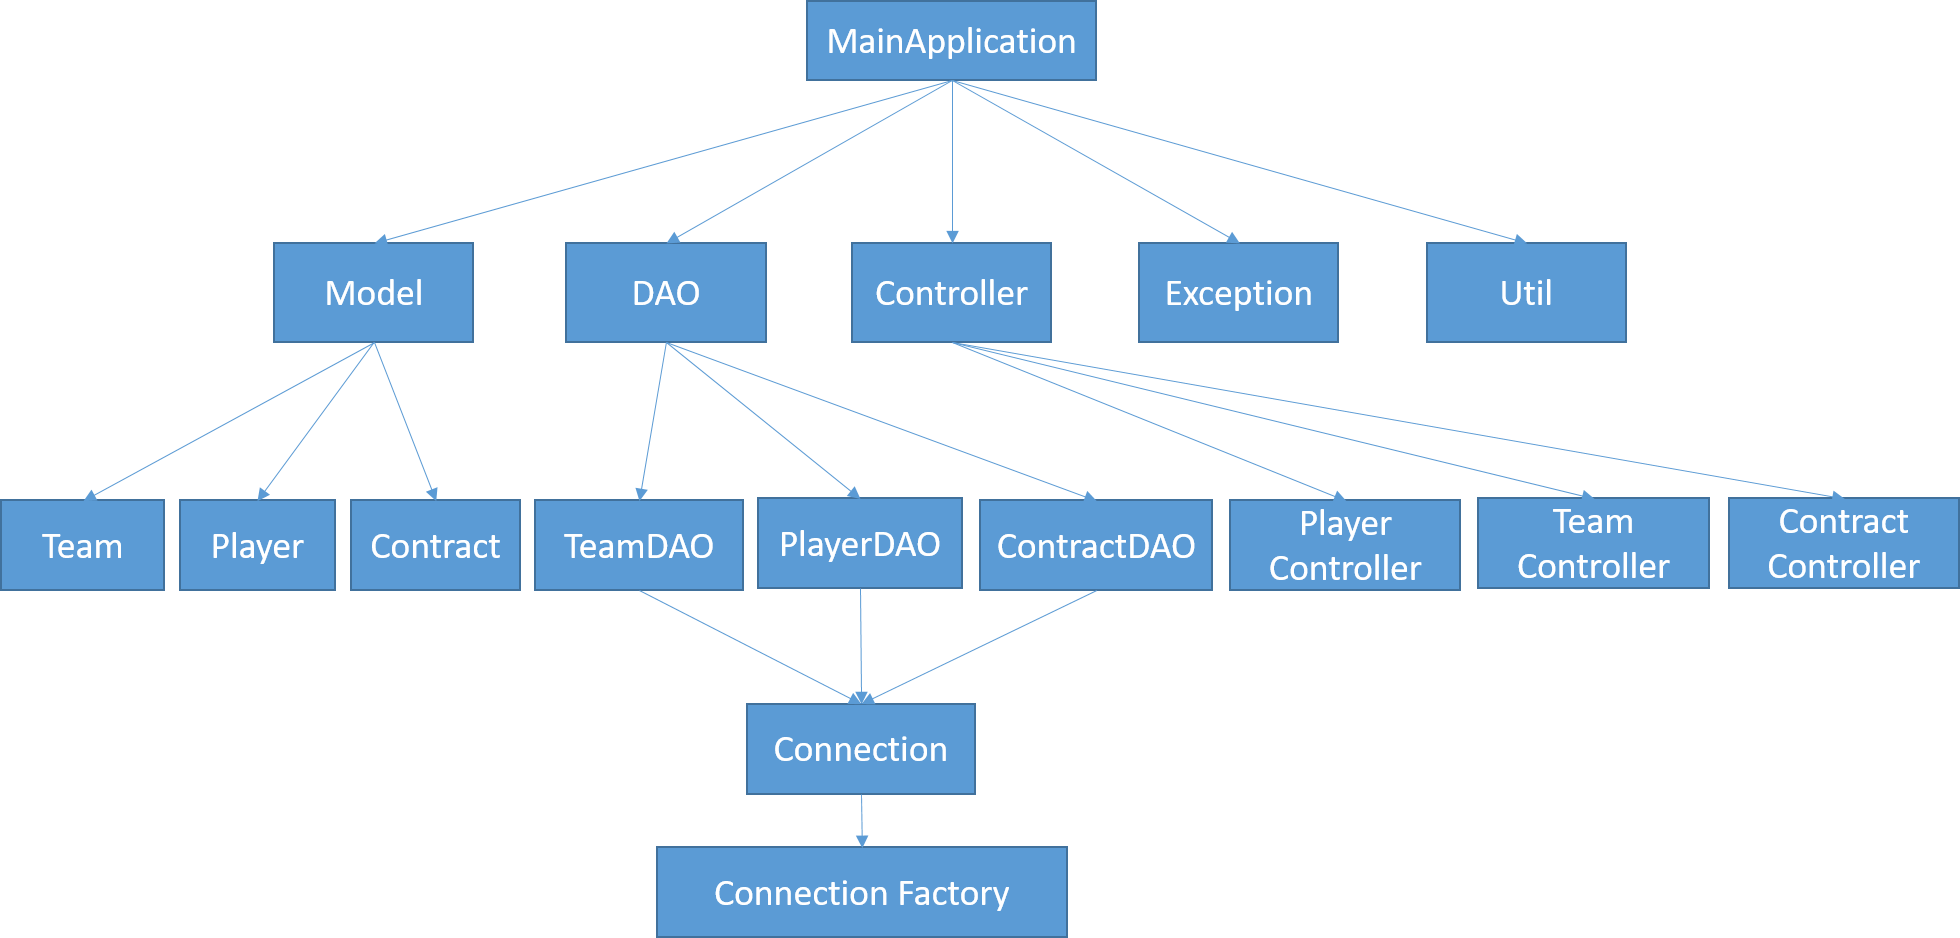 MainApplication
Model
DAO
Controller
Exception
Util
Team
Player
Contract
TeamDAO
PlayerDAO
ContractDAO
Player
Controller
Team
Controller
Contract
Controller
Connection
Connection Factory